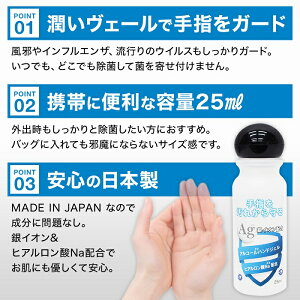 POINT 01
潤いヴェールで手指をガード
風邪やインフルエンザ、流行りのウイルスもしっかりガード。
いつでも、どこでも除菌して菌を寄せ付けません。
POINT 02
携帯に便利な容量25ml
外出時もしっかりと除菌したい方におすすめ。
バッグに入れても邪魔にならないサイズ感です。
POINT 03
安心の日本製
MADE IN JAPAN なので
成分に問題なし。
銀イオン&
ヒアルロン酸Na配合で
お肌にも優しくて安心。
手指を
汚れから守る
Ag
アルコールハンドジェル
ヒアルロン酸Na